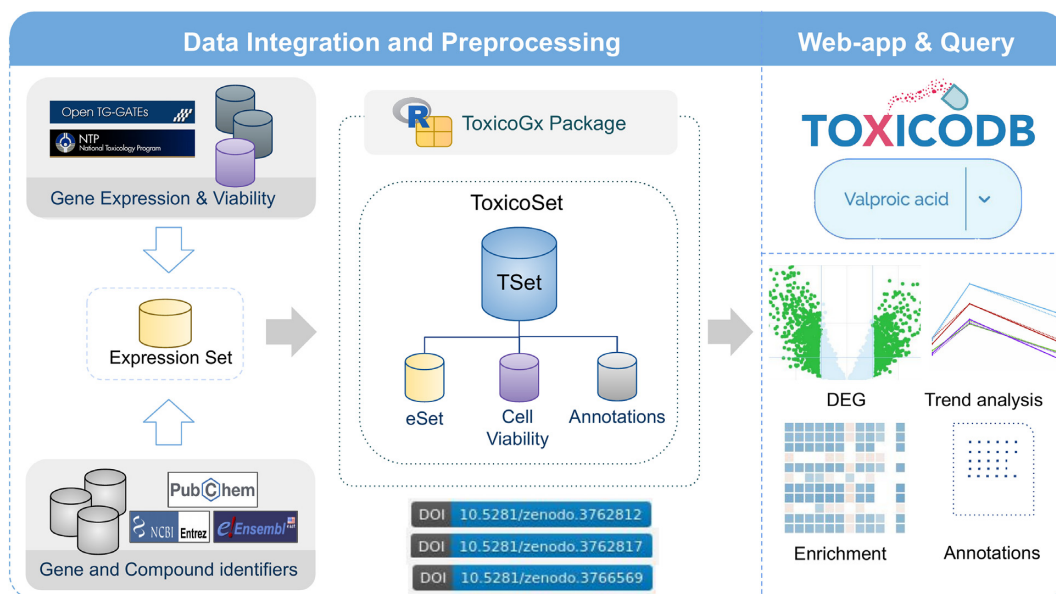 Data Integration and Preprocessing
Web-app & Query
Open TG-GATEs
NTP
National Toxicology Program
Gene Expression & Viability
Expression Set
PubChem
NCBI Entrez
e!Ensembl
Gene and Compound identifiers
R
ToxicoGx Package
ToxicoSet
TSet
eSet
Cell
Viability
Annotations
DOI 10.5281/zenodo.3762812
DOI 10.5281/zenodo.3762817
DOI 10.5281/zenodo.3766569
TOXICODB
Valproic acid
DEG
Trend analysis
Enrichment
Annotations